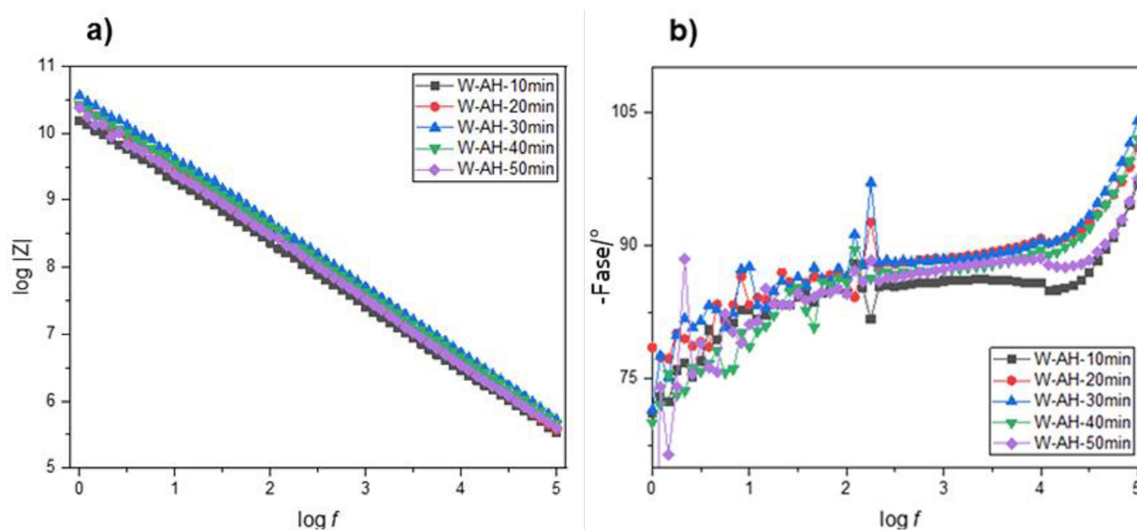 a)
11
10
9
8
7
6
5
log |Z|
0 1 2 3 4 5
log f
W-AH-10min
W-AH-20min
W-AH-30min
W-AH-40min
W-AH-50min
b)
105
90
75
-Fase/°
0 1 2 3 4 5
log f
W-AH-10min
W-AH-20min
W-AH-30min
W-AH-40min
W-AH-50min